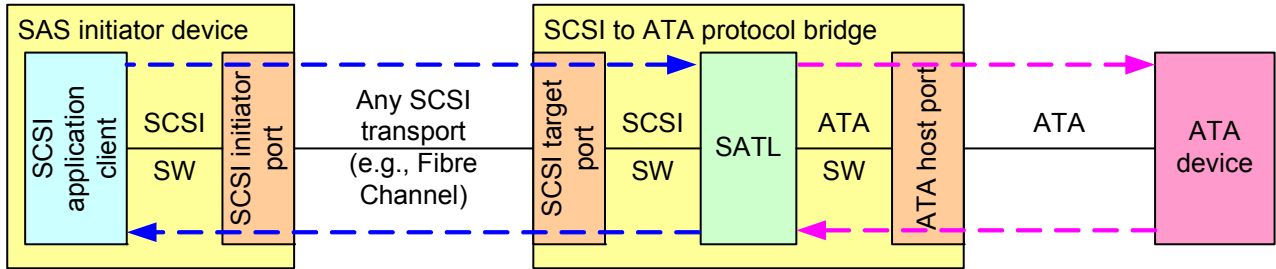 SAS initiator device
SCSI
application
client
SCSI
SW
SCSI initiator
port
Any SCSI
transport
(e.g., Fibre
Channel)
SCSI to ATA protocol bridge
SCSI target
port
SCSI
SW
SATL
ATA
SW
ATA host port
ATA
ATA
device